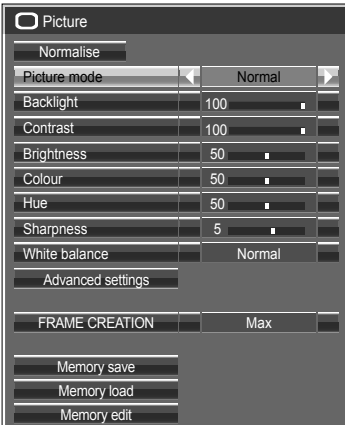 Picture
Normalise
Picture mode Normal
Backlight 100
Contrast 100
Brightness 50
Colour 50
Hue 50
Sharpness 5
White balance Normal
Advanced settings
FRAME CREATION Max
Memory save
Memory load
Memory edit